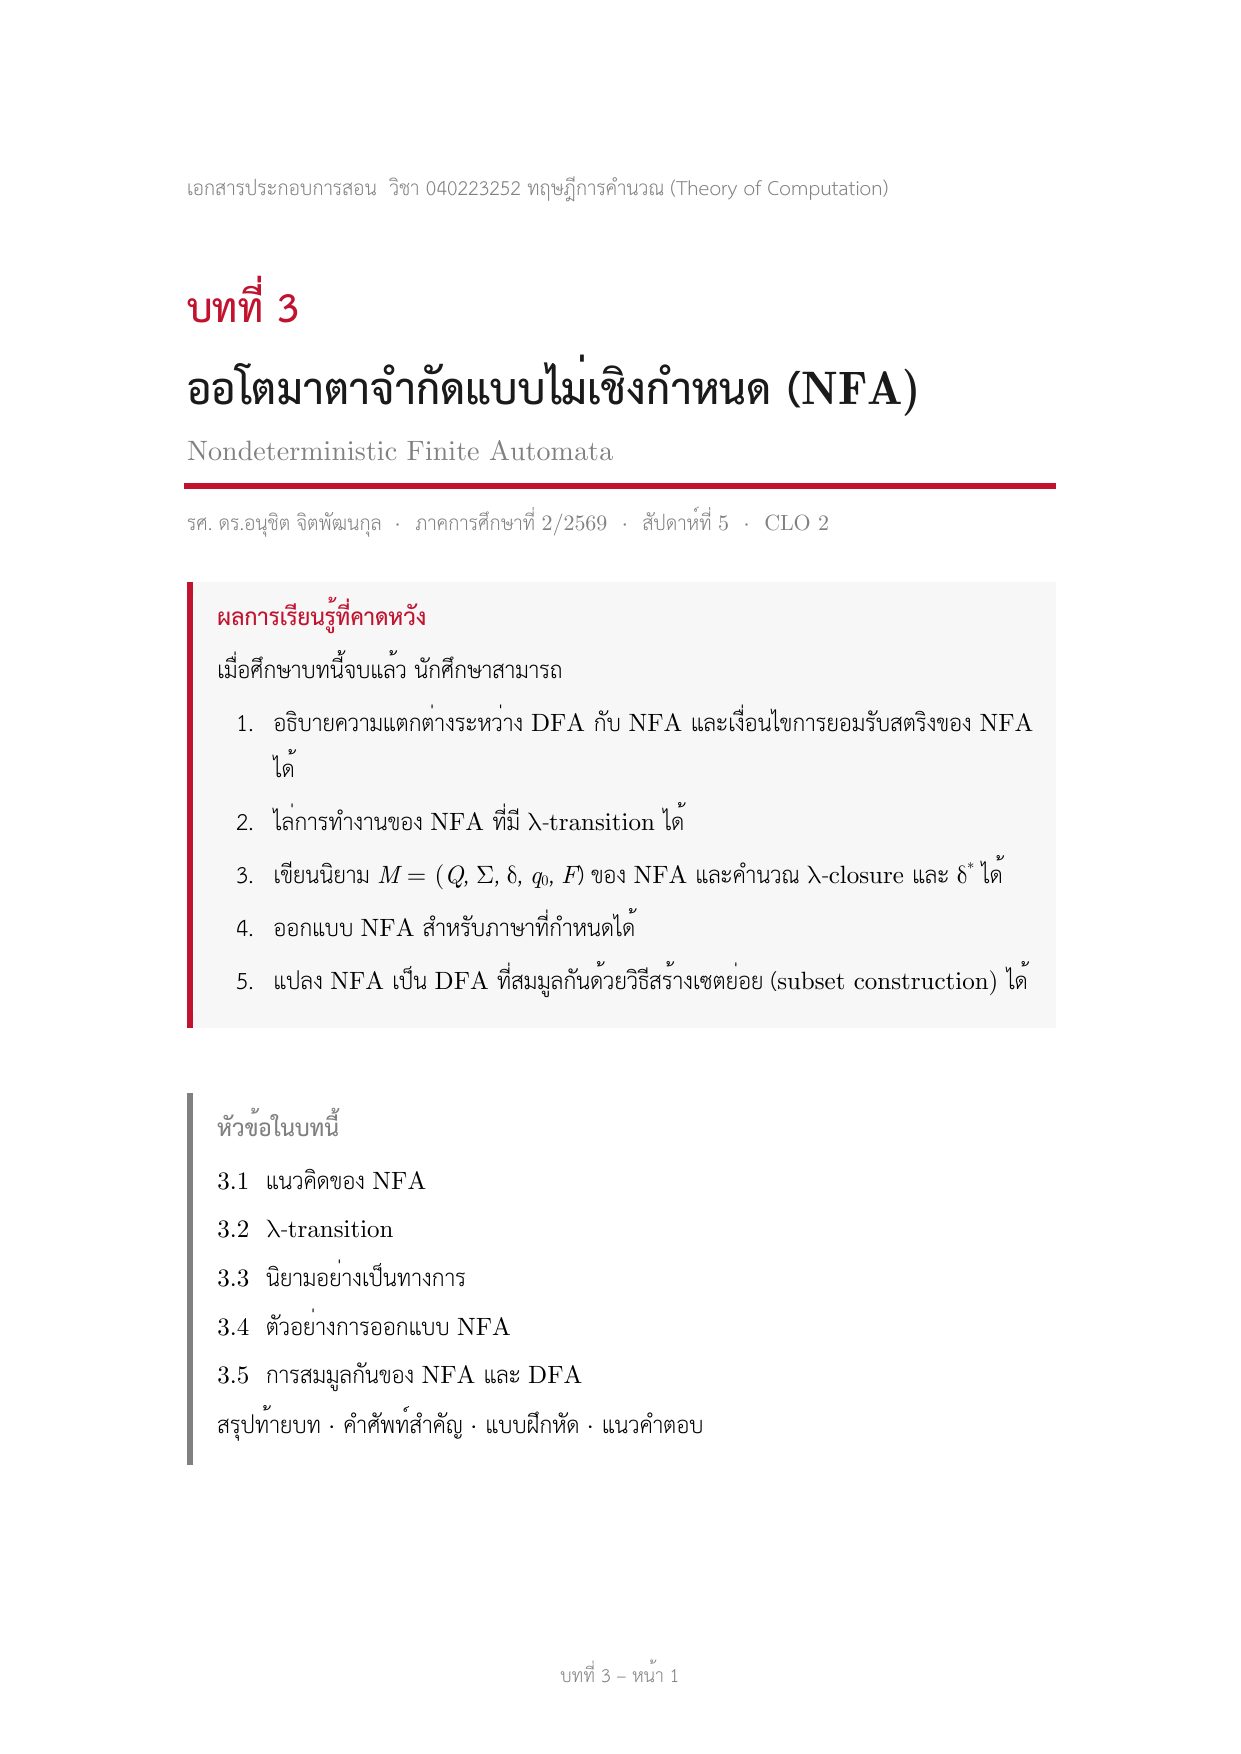 เอกสารประกอบการสอน วิชา 040223252 ทฤษฎีการคำนวณ (Theory of Computation)
บทที่ 3
ออโตมาตาจำกัดแบบไม่เชิงกำหนด (NFA)
Nondeterministic Finite Automata
รศ. ดร.อนุชิต จิตพัฒนกุล · ภาคการศึกษาที่ 2/2569 · สัปดาห์ที่ 5 · CLO 2
ผลการเรียนรู้ที่คาดหวัง
เมื่อศึกษาบทนี้จบแล้ว นักศึกษาสามารถ
1. อธิบายความแตกต่างระหว่าง DFA กับ NFA และเงื่อนไขการยอมรับสตริงของ NFA
ได้
2. ไล่การทำงานของ NFA ที่มี λ-transition ได้
3. เขียนนิยาม M = (Q, Σ, δ, q₀, F) ของ NFA และคำนวณ λ-closure และ δ* ได้
4. ออกแบบ NFA สำหรับภาษาที่กำหนดได้
5. แปลง NFA เป็น DFA ที่สมมูลกันด้วยวิธีสร้างเซตย่อย (subset construction) ได้
หัวข้อในบทนี้
3.1 แนวคิดของ NFA
3.2 λ-transition
3.3 นิยามอย่างเป็นทางการ
3.4 ตัวอย่างการออกแบบ NFA
3.5 การสมมูลกันของ NFA และ DFA
สรุปท้ายบท · คำศัพท์สำคัญ · แบบฝึกหัด · แนวคำตอบ
บทที่ 3 – หน้า 1